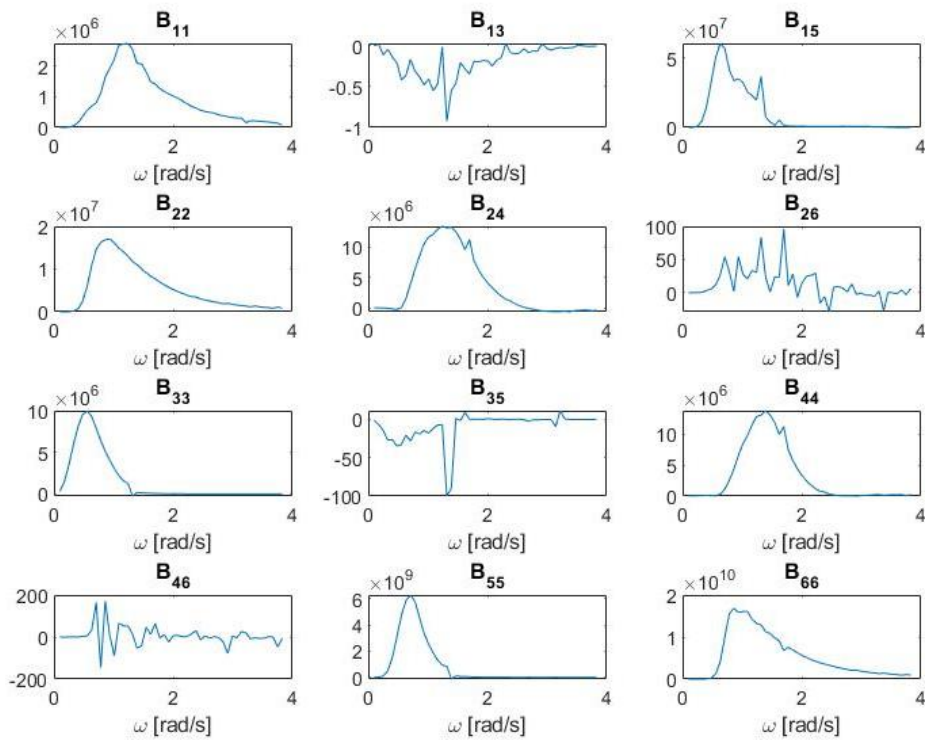 B11 B13 B15
×10^6 ×10^7
2 0 5
1 -0.5
0 -1 0
0 2 4 0 2 4 0 2 4
ω [rad/s] ω [rad/s] ω [rad/s]
B22 B24 B26
×10^7 ×10^6
2 10 100
1 5 50
0 0 0
0 2 4 0 2 4 0 2 4
ω [rad/s] ω [rad/s] ω [rad/s]
B33 B35 B44
×10^6 ×10^6
10 0 10
5 -50 5
0 -100 0
0 2 4 0 2 4 0 2 4
ω [rad/s] ω [rad/s] ω [rad/s]
B46 B55 B66
×10^9 ×10^10
200 6 2
4
0 2 1
-200 0 0
0 2 4 0 2 4 0 2 4
ω [rad/s] ω [rad/s] ω [rad/s]